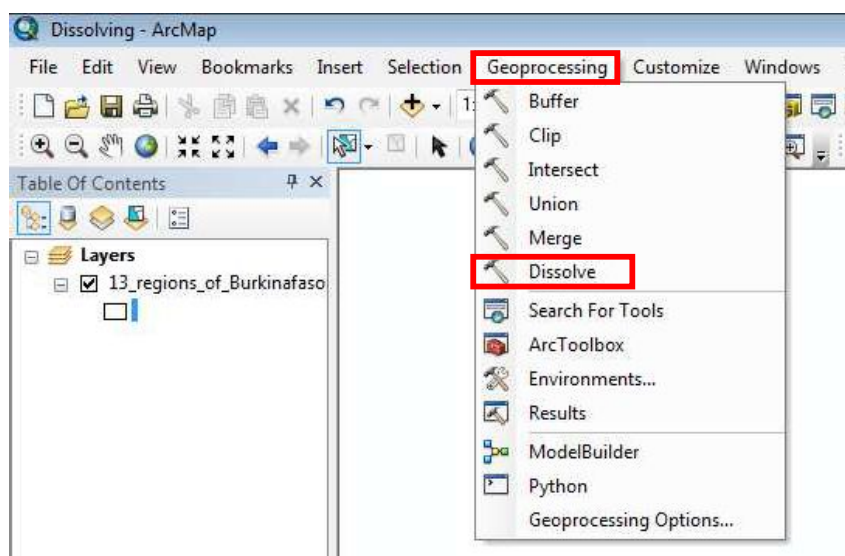 Dissolving - ArcMap
File Edit View Bookmarks Insert Selection Geoprocessing Customize Windows
1:
Table Of Contents
Layers
13_regions_of_Burkinafaso
Buffer
Clip
Intersect
Union
Merge
Dissolve
Search For Tools
ArcToolbox
Environments...
Results
ModelBuilder
Python
Geoprocessing Options...